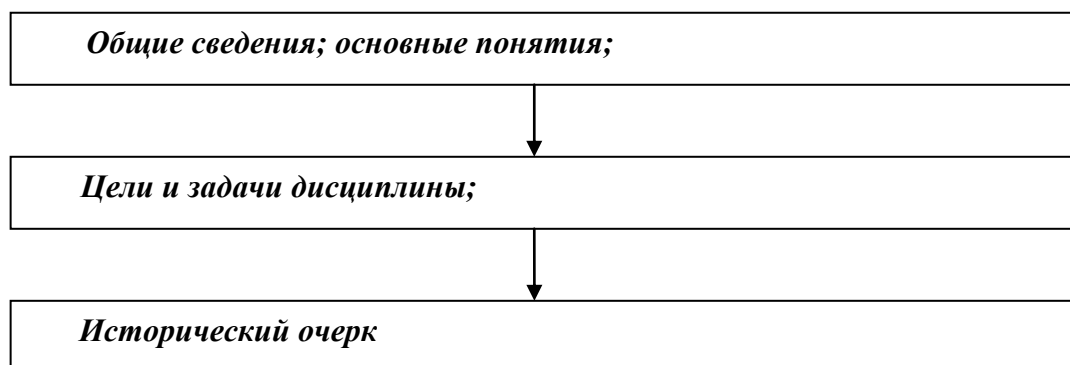 Общие сведения; основные понятия;
Цели и задачи дисциплины;
Исторический очерк